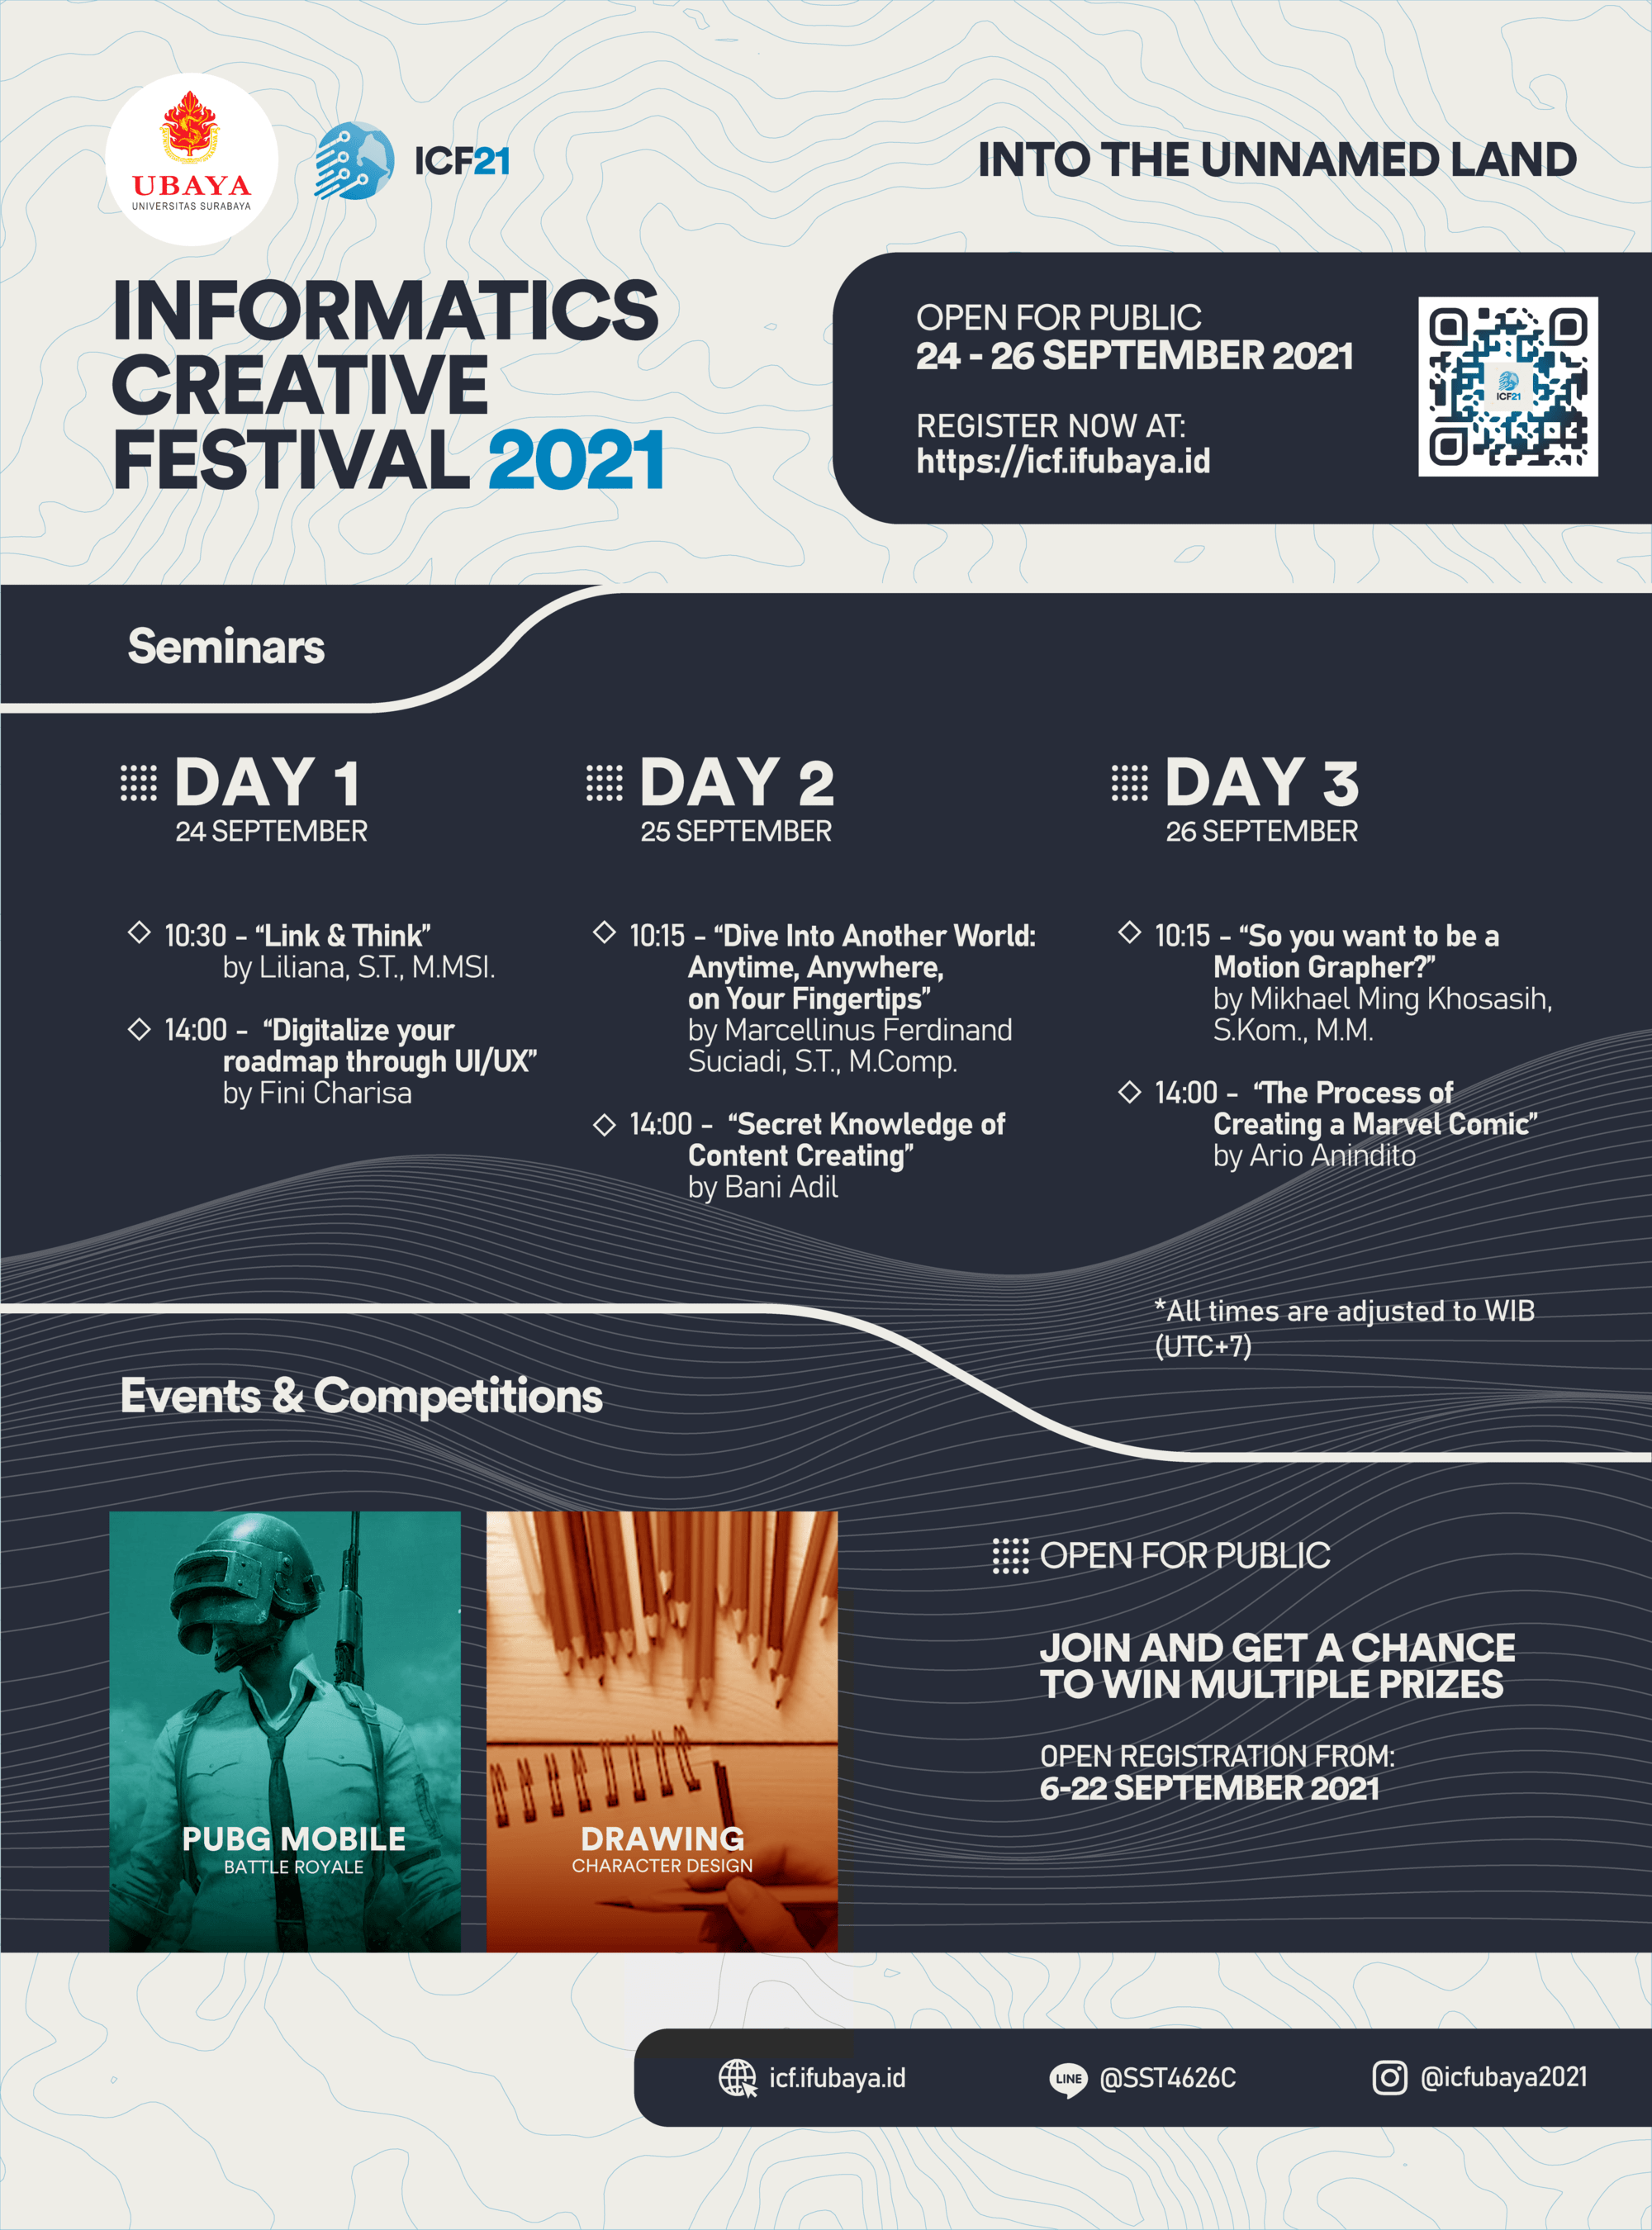 UBAYA
UNIVERSITAS SURABAYA
ICF21
INTO THE UNNAMED LAND
INFORMATICS
CREATIVE
FESTIVAL 2021
OPEN FOR PUBLIC
24 - 26 SEPTEMBER 2021
REGISTER NOW AT:
https://icf.ifubaya.id
ICF21
Seminars
DAY 1
24 SEPTEMBER
10:30 - “Link & Think”
by Liliana, S.T., M.MSI.
14:00 - “Digitalize your
roadmap through UI/UX”
by Fini Charisa
DAY 2
25 SEPTEMBER
10:15 - “Dive Into Another World:
Anytime, Anywhere,
on Your Fingertips”
by Marcellinus Ferdinand
Suciadi, S.T., M.Comp.
14:00 - “Secret Knowledge of
Content Creating”
by Bani Adil
DAY 3
26 SEPTEMBER
10:15 - “So you want to be a
Motion Grapher?”
by Mikhael Ming Khosasih,
S.Kom., M.M.
14:00 - “The Process of
Creating a Marvel Comic”
by Ario Anindito
*All times are adjusted to WIB
(UTC+7)
Events & Competitions
PUBG MOBILE
BATTLE ROYALE
DRAWING
CHARACTER DESIGN
OPEN FOR PUBLIC
JOIN AND GET A CHANCE
TO WIN MULTIPLE PRIZES
OPEN REGISTRATION FROM:
6-22 SEPTEMBER 2021
icf.ifubaya.id
LINE
@SST4626C
@icfubaya2021